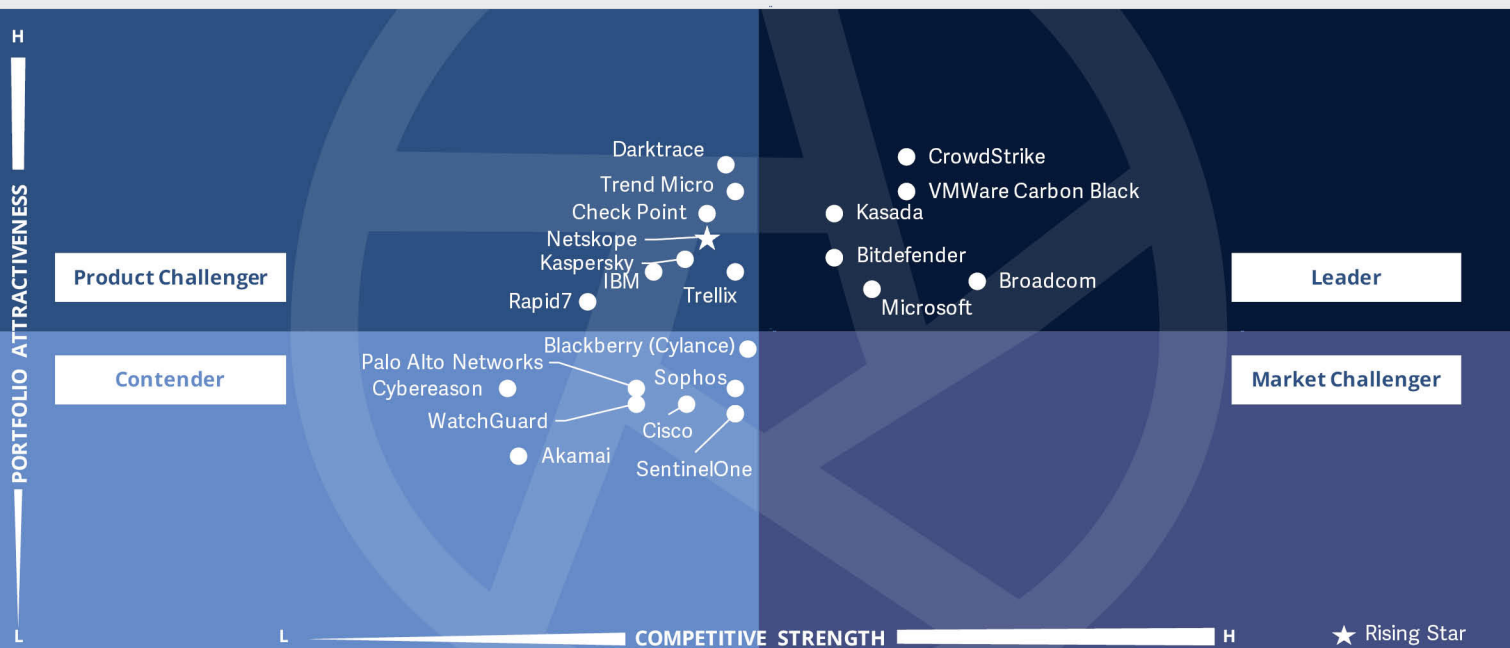 H
PORTFOLIO ATTRACTIVENESS
L
Product Challenger
Darktrace
Trend Micro
Check Point
Netskope
Kaspersky
IBM
Trellix
Rapid7
CrowdStrike
VMWare Carbon Black
Kasada
Bitdefender
Broadcom
Microsoft
Leader
Contender
Blackberry (Cylance)
Palo Alto Networks
Sophos
Cybereason
WatchGuard
Cisco
Akamai
SentinelOne
Market Challenger
L
COMPETITIVE STRENGTH
H
Rising Star